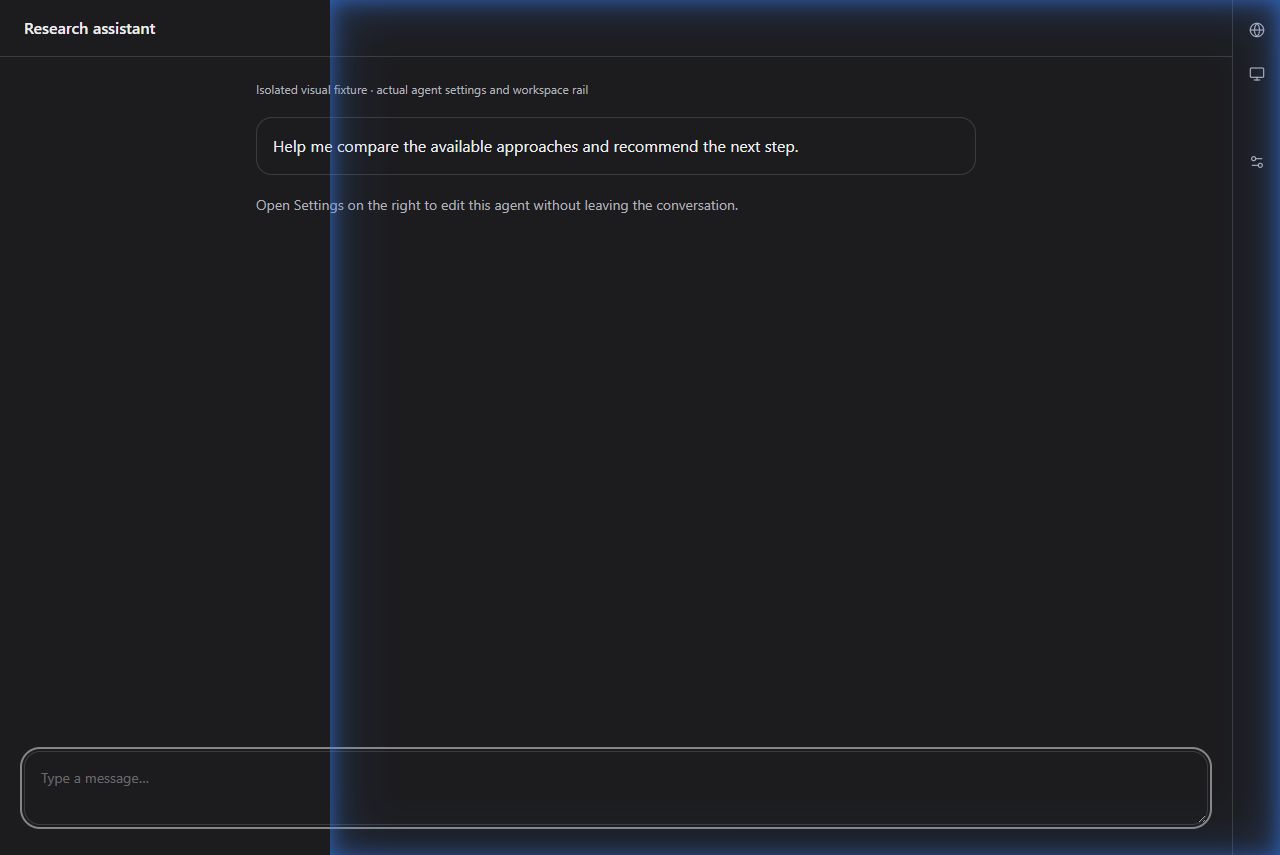 Research assistant
Isolated visual fixture · actual agent settings and workspace rail
Help me compare the available approaches and recommend the next step.
Open Settings on the right to edit this agent without leaving the conversation.
Type a message...